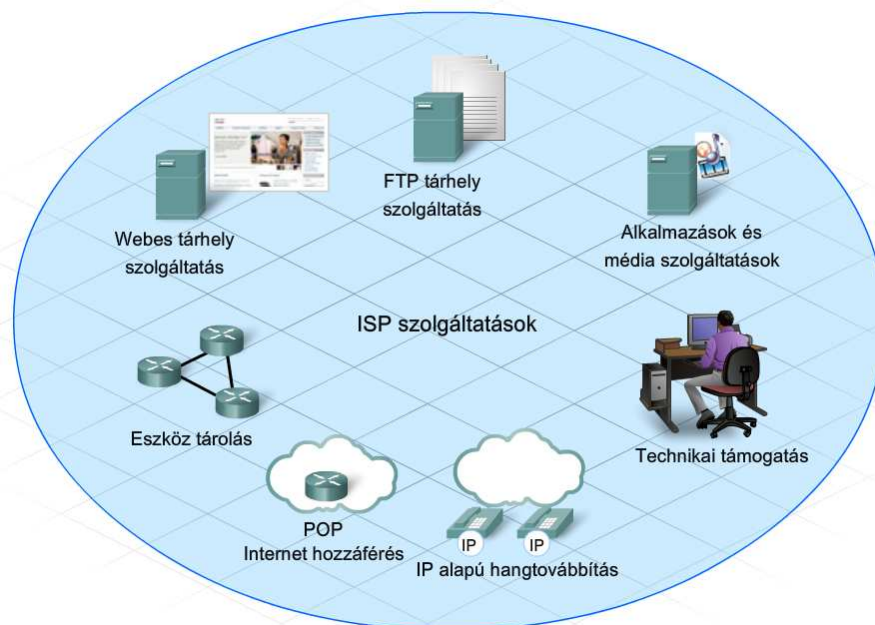 FTP tárhely
szolgáltatás
Webes tárhely
szolgáltatás
Alkalmazások és
média szolgáltatások
ISP szolgáltatások
Eszköz tárolás
Technikai támogatás
POP
Internet hozzáférés
IP IP
IP alapú hangtovábbítás